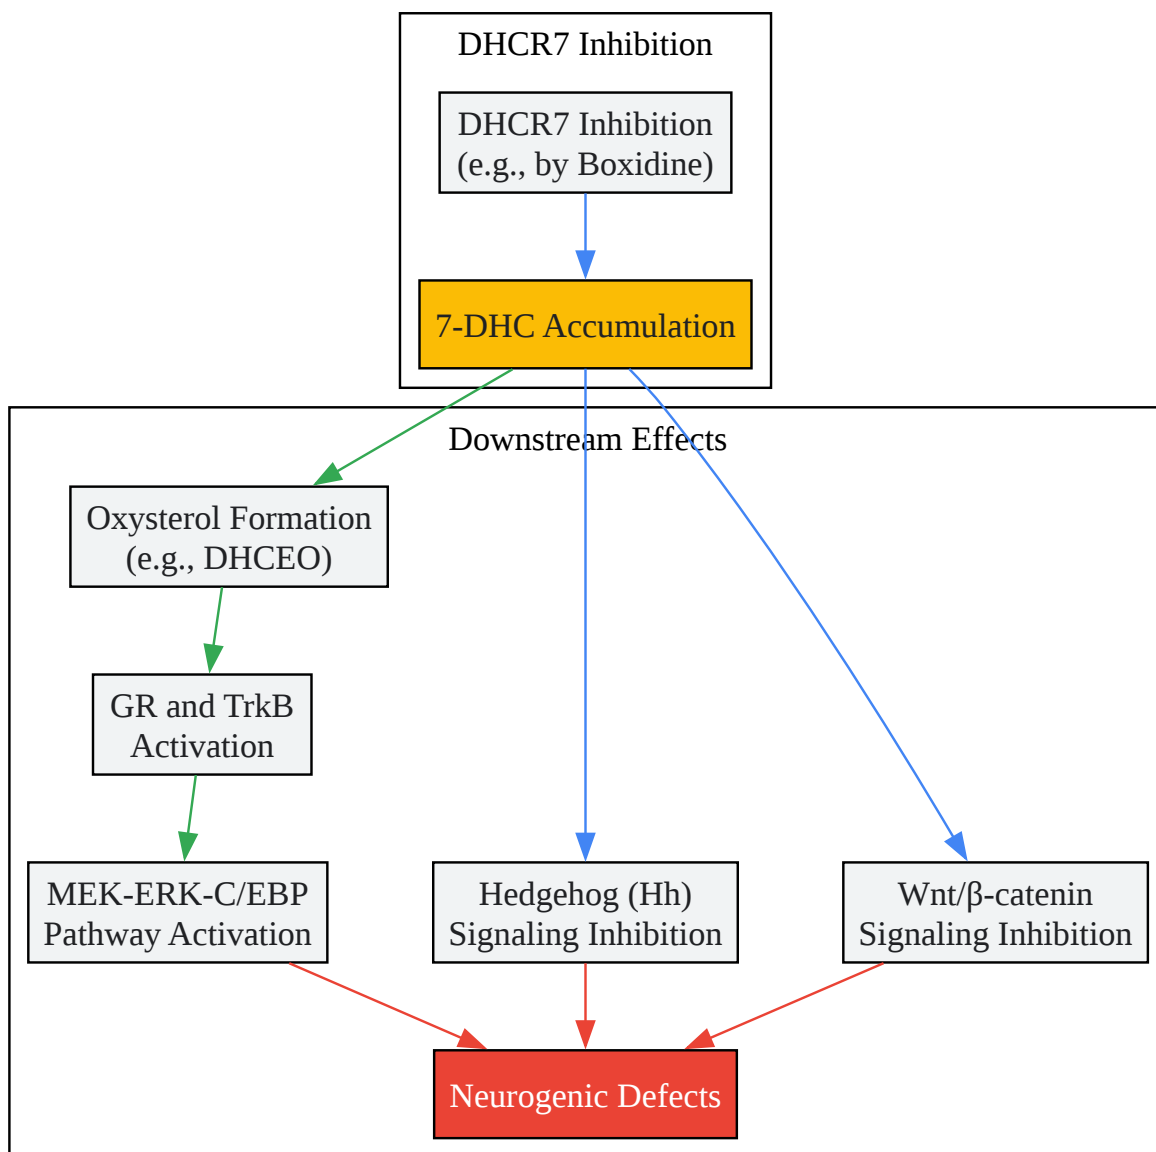 DHCR7 Inhibition
DHCR7 Inhibition
(e.g., by Boxidine)
7-DHC Accumulation
Downstream Effects
Oxysterol Formation
(e.g., DHCEO)
GR and TrkB
Activation
MEK-ERK-C/EBP
Pathway Activation
Hedgehog (Hh)
Signaling Inhibition
Wnt/β-catenin
Signaling Inhibition
Neurogenic Defects